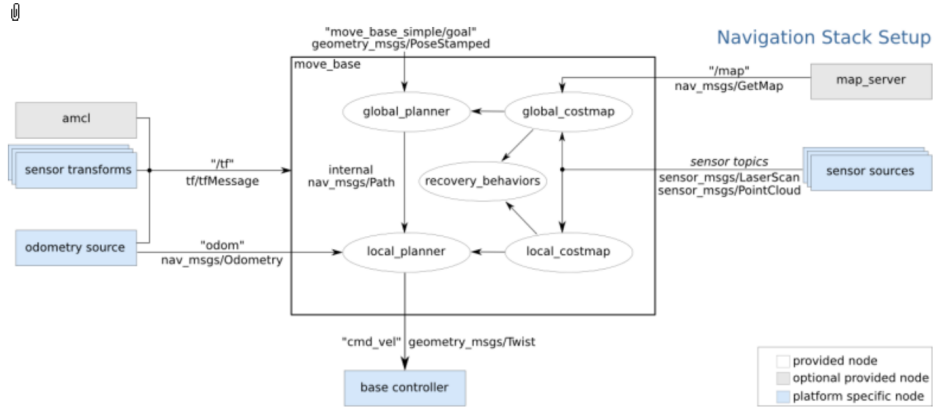 Navigation Stack Setup
"move_base_simple/goal"
geometry_msgs/PoseStamped
move_base
"/map"
nav_msgs/GetMap
map_server
amcl
global_planner
global_costmap
sensor transforms
"/tf"
tf/tfMessage
internal
nav_msgs/Path
recovery_behaviors
sensor topics
sensor_msgs/LaserScan
sensor_msgs/PointCloud
sensor sources
odometry source
"odom"
nav_msgs/Odometry
local_planner
local_costmap
"cmd_vel" geometry_msgs/Twist
base controller
provided node
optional provided node
platform specific node